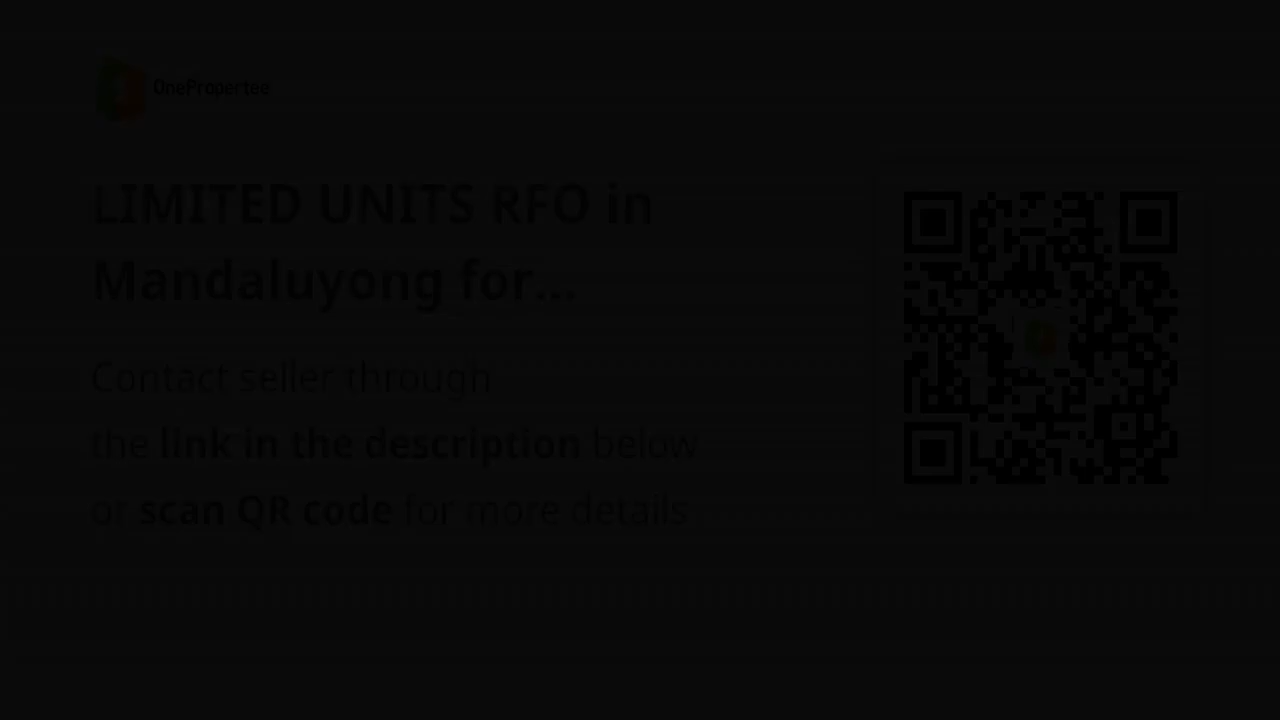 OnePropertee
LIMITED UNITS RFO in
Mandaluyong for...
Contact seller through
the link in the description below
or scan QR code for more details